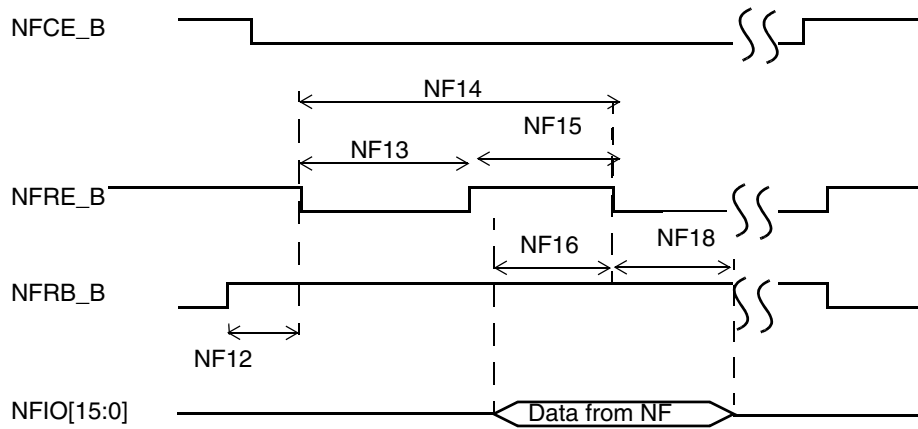 NFCE_B
NF14
NF15
NF13
NFRE_B
NF16
NF18
NFRB_B
NF12
NFIO[15:0]
Data from NF